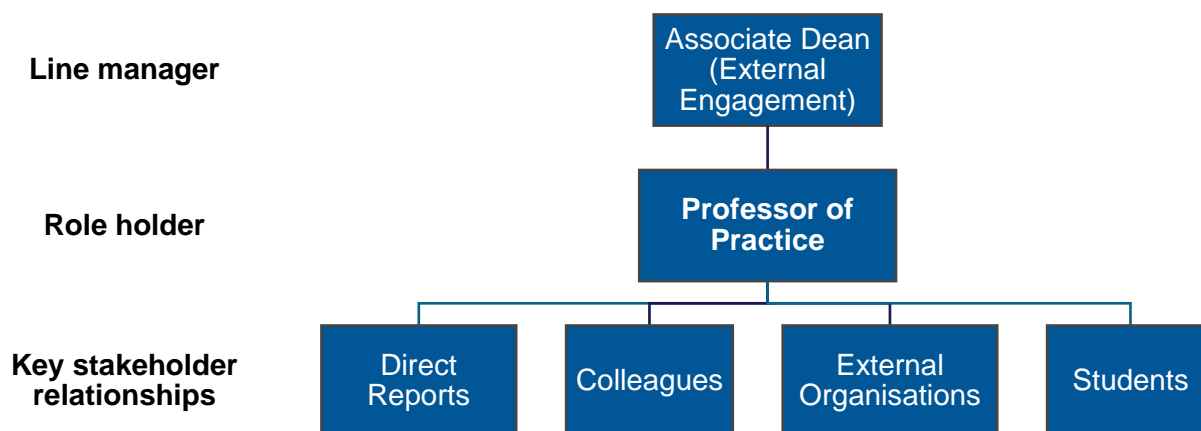 Line manager
Associate Dean
(External
Engagement)
Role holder
Professor of
Practice
Key stakeholder
relationships
Direct
Reports
Colleagues
External
Organisations
Students